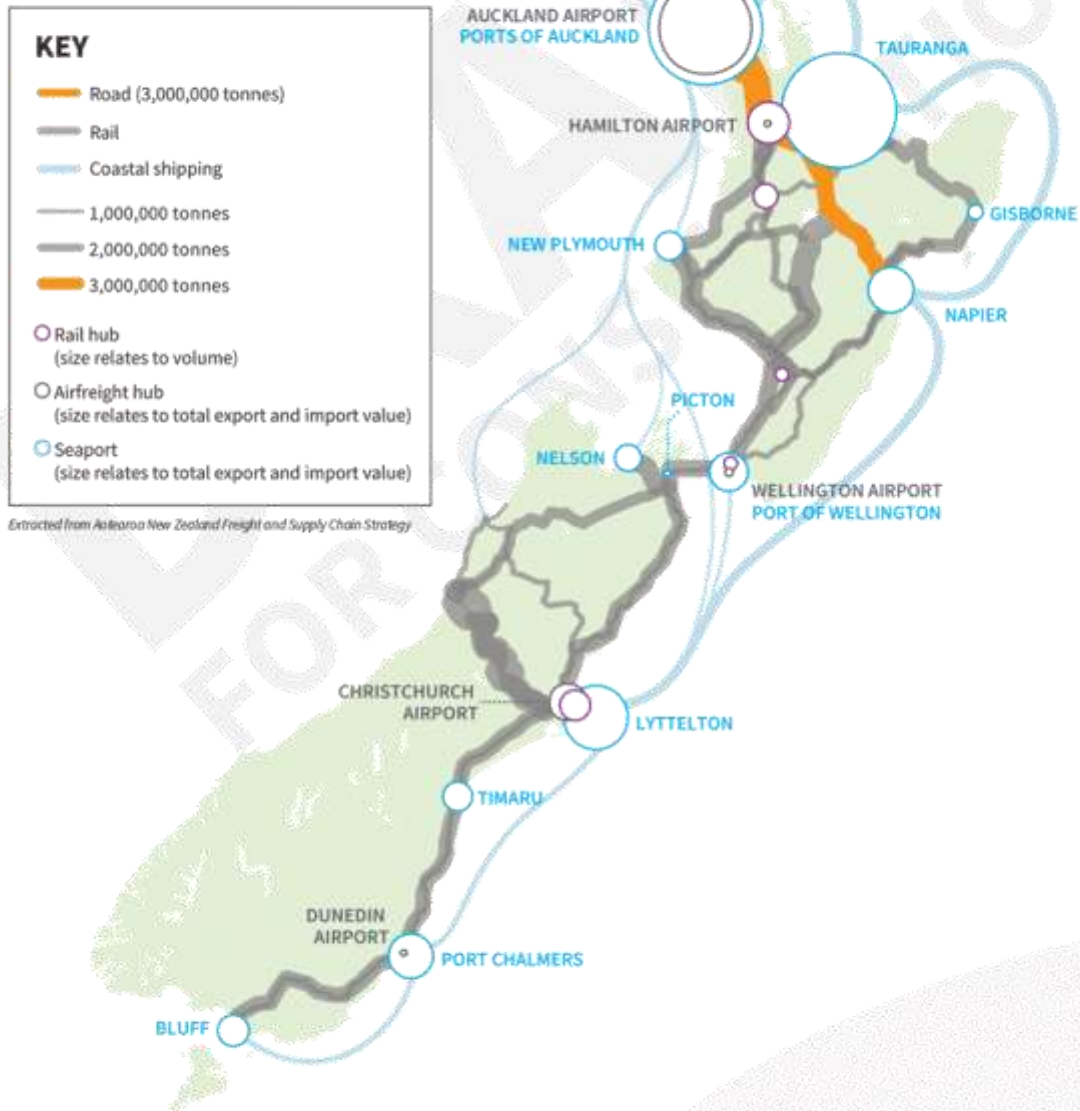 KEY
Road (3,000,000 tonnes)
Rail
Coastal shipping
1,000,000 tonnes
2,000,000 tonnes
3,000,000 tonnes
Rail hub
(size relates to volume)
Airfreight hub
(size relates to total export and import value)
Seaport
(size relates to total export and import value)
Extracted from Aotearoa New Zealand Freight and Supply Chain Strategy
AUCKLAND AIRPORT
PORTS OF AUCKLAND
TAURANGA
HAMILTON AIRPORT
GISBORNE
NEW PLYMOUTH
NAPIER
PICTON
NELSON
WELLINGTON AIRPORT
PORT OF WELLINGTON
CHRISTCHURCH
AIRPORT
LYTTELTON
TIMARU
DUNEDIN
AIRPORT
PORT CHALMERS
BLUFF
FOR CONS